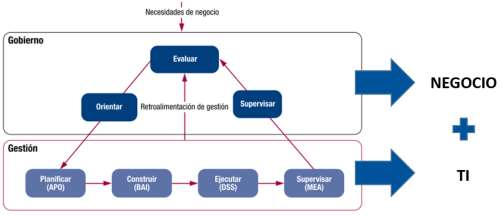 Necesidades de negocio
Gobierno
Evaluar
Orientar
Retroalimentación de gestión
Supervisar
NEGOCIO
Gestión
Planificar
(APO)
Construir
(BAI)
Ejecutar
(DSS)
Supervisar
(MEA)
TI